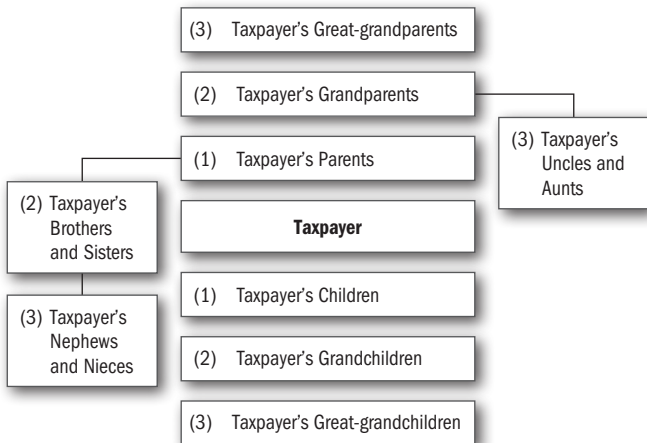 (3) Taxpayer’s Great-grandparents
(2) Taxpayer’s Grandparents
(3) Taxpayer’s
Uncles and
Aunts
(1) Taxpayer’s Parents
(2) Taxpayer’s
Brothers
and Sisters
(3) Taxpayer’s
Nephews
and Nieces
Taxpayer
(1) Taxpayer’s Children
(2) Taxpayer’s Grandchildren
(3) Taxpayer’s Great-grandchildren